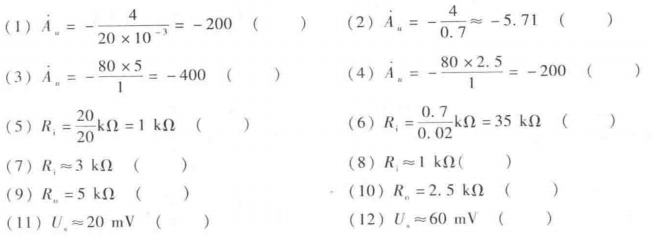 (1) Ȧu = − 4 / (20 × 10⁻³) = −200 ( )
(2) Ȧu = − 4 / 0.7 ≈ −5.71 ( )
(3) Ȧu = − (80 × 5) / 1 = −400 ( )
(4) Ȧu = − (80 × 2.5) / 1 = −200 ( )
(5) Ri = 20/20 kΩ = 1 kΩ ( )
(6) Ri = 0.7/0.02 kΩ = 35 kΩ ( )
(7) Ri ≈ 3 kΩ ( )
(8) Ri ≈ 1 kΩ( )
(9) Ro = 5 kΩ ( )
(10) Ro = 2.5 kΩ ( )
(11) Us ≈ 20 mV ( )
(12) Us ≈ 60 mV ( )